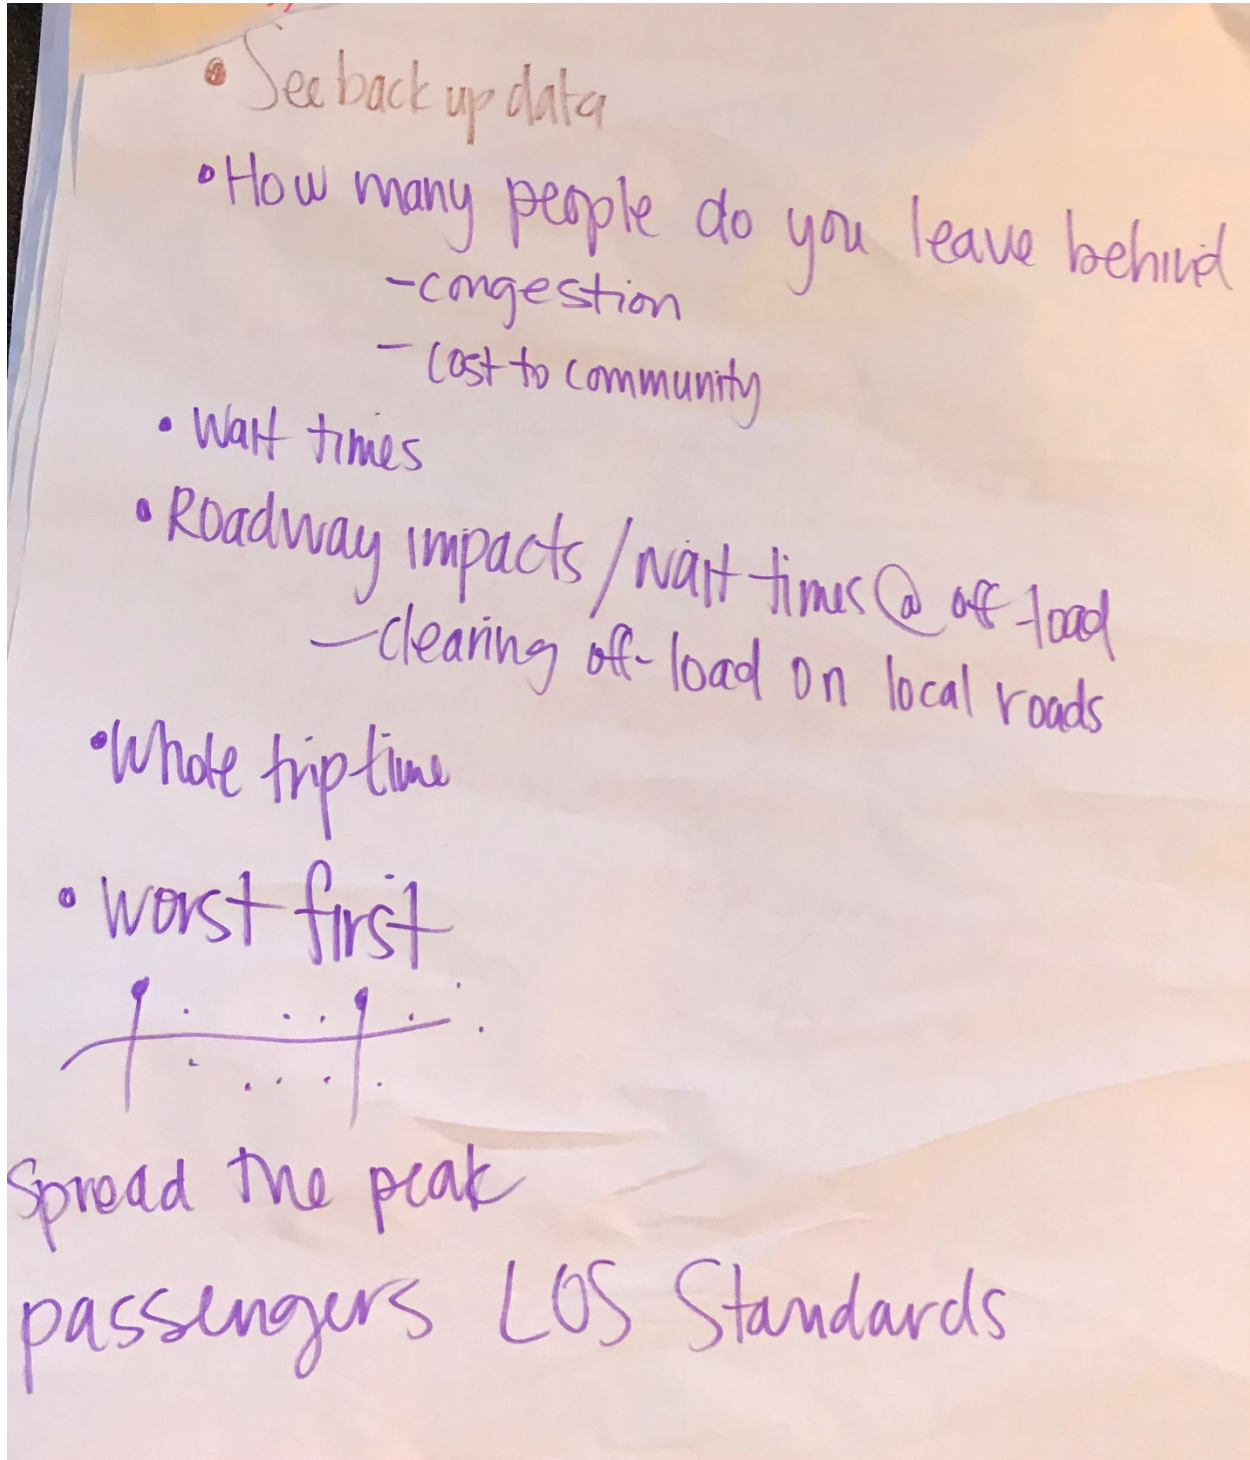 • See back up data
• How many people do you leave behind
- congestion
- cost to community
• Wait times
• Roadway impacts / wait times @ off-load
- clearing off-load on local roads
• Whole trip time
• worst first
Spread the peak
passengers LOS Standards